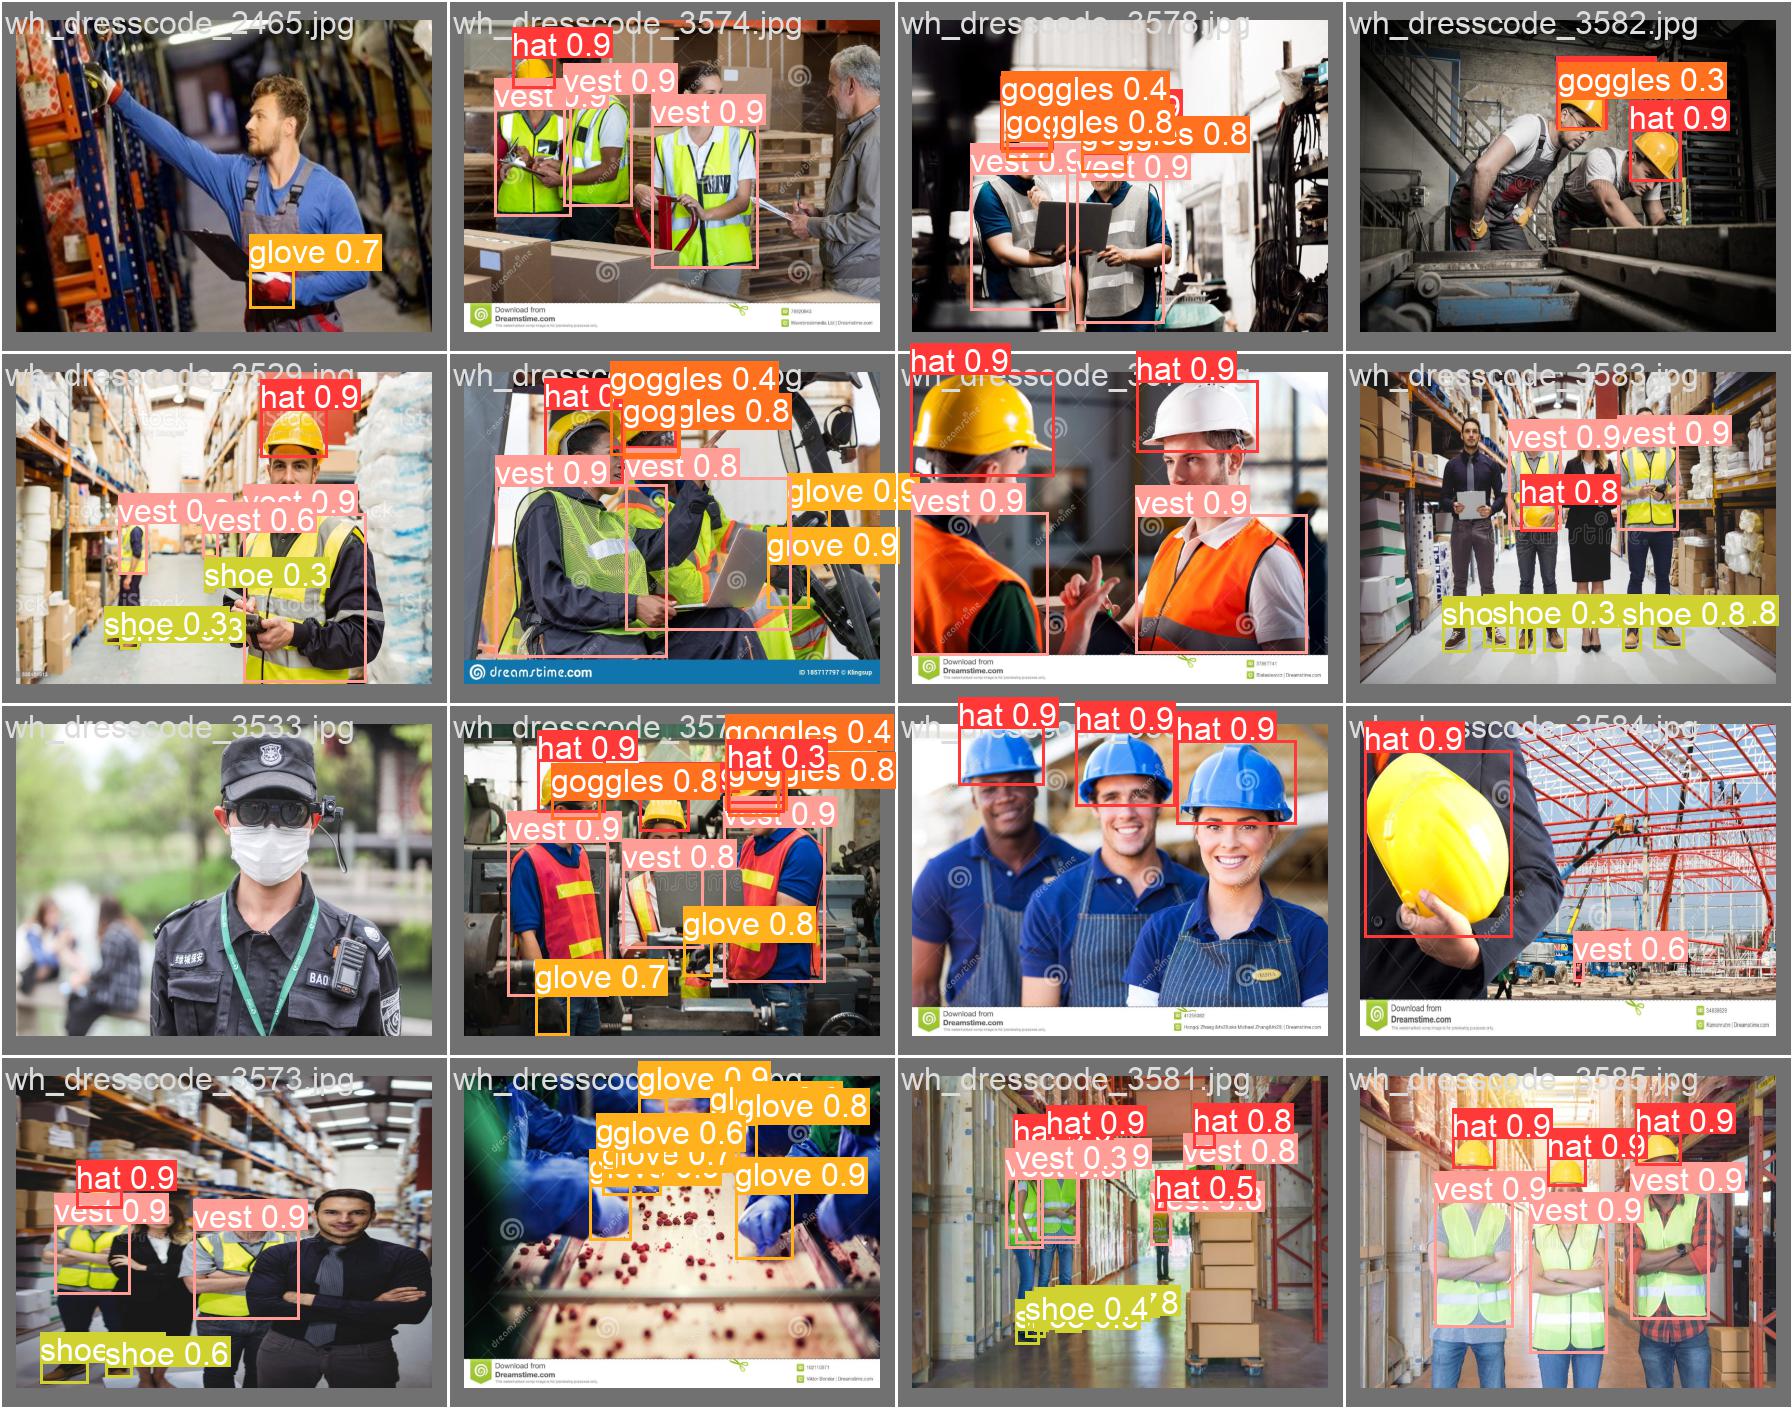 wh_dresscode_2465.jpg
glove 0.7
wh_dresscode_3574.jpg
hat 0.9
vest 0.9
vest 0.9
vest 0.9
Download from
Dreamstime.com
wh_dresscode_3578.jpg
goggles 0.4
goggles 0.8
goggles 0.8
vest 0.9
vest 0.9
wh_dresscode_3582.jpg
goggles 0.3
hat 0.9
wh_dresscode_3529.jpg
hat 0.9
vest 0.9
vest 0.6
shoe 0.3
shoe 0.3
iStock
goggles 0.4
goggles 0.8
vest 0.9
vest 0.8
glove 0.9
glove 0.9
dreamstime.com
ID 185717797 © Klingsup
hat 0.9
hat 0.9
vest 0.9
vest 0.9
Download from
Dreamstime.com
wh_dresscode_3583.jpg
vest 0.9
vest 0.9
hat 0.8
shoe 0.3
shoe 0.8
wh_dresscode_3533.jpg
BAO
hat 0.9
goggles 0.4
hat 0.3
goggles 0.8
goggles 0.8
vest 0.9
vest 0.9
vest 0.8
glove 0.8
glove 0.7
hat 0.9
hat 0.9
hat 0.9
Download from
Dreamstime.com
wh_dresscode_3584.jpg
hat 0.9
vest 0.6
Download from
Dreamstime.com
wh_dresscode_3573.jpg
hat 0.9
vest 0.9
vest 0.9
shoe
shoe 0.6
glove 0.9
glove 0.8
glove 0.6
glove 0.7
glove 0.9
Download from
Dreamstime.com
wh_dresscode_3581.jpg
hat 0.9
hat 0.8
vest 0.3
vest 0.8
hat 0.5
shoe 0.4
wh_dresscode_3585.jpg
hat 0.9
hat 0.9
hat 0.9
vest 0.9
vest 0.9
vest 0.9